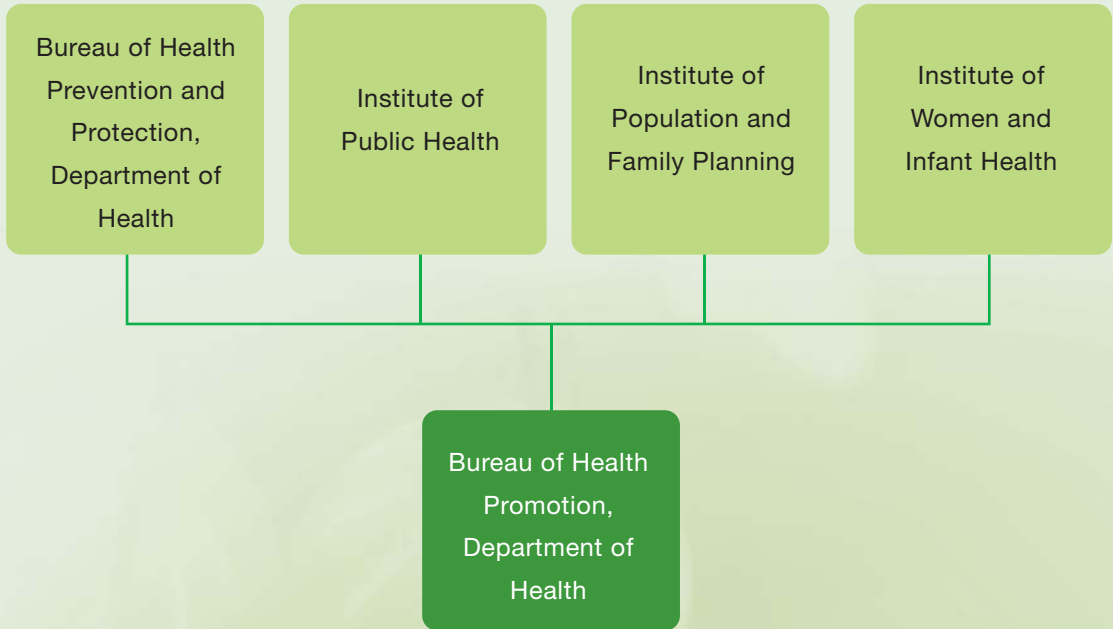 Bureau of Health
Prevention and
Protection,
Department of
Health
Institute of
Public Health
Institute of
Population and
Family Planning
Institute of
Women and
Infant Health
Bureau of Health
Promotion,
Department of
Health